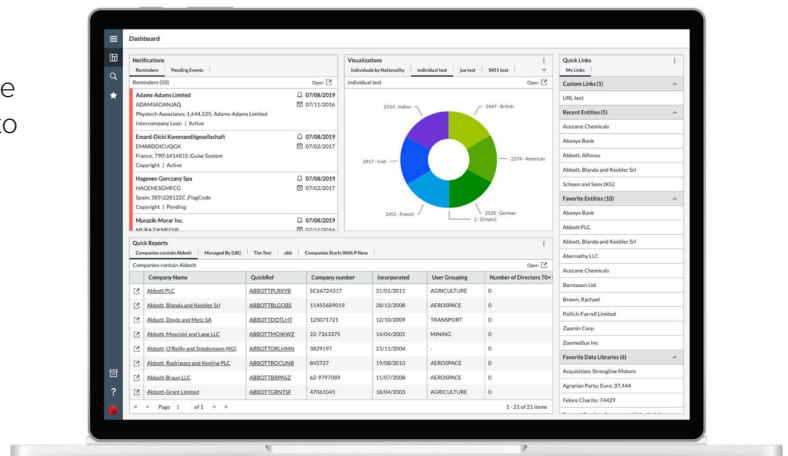 e
to
Dashboard
Notifications
Reminders Pending Events
Reminders (50) Open
Adams-Adams Limited 07/08/2019
ADAMSADANJAQ 07/11/2016
Phystech Associates; 1,644,525; Adams-Adams Limited
Intercompany Loan | Active
Emard-Dicki Kommanditgesellschaft 07/08/2019
EMARDDICUQGX 07/02/2017
France; 790\1414815 ;Guise System
Copyright | Active
Hagenes-Gorczany Spa 07/08/2019
HAGENESGMFCG 07/02/2017
Spain; 385\228122C ;FlagCode
Copyright | Pending
Murazik-Morar Inc. 07/08/2019
Visualizations
Individuals by Nationality individual test joe test 3451 test
individual test Open
2533 - Italian
2447 - British
2417 - Irish
2374 - American
2455 - French
2528 - German
2 - [Empty]
Quick Links
My Links
Custom Links (1)
URL test
Recent Entities (5)
Acecone Chemicals
Abonyx Bank
Abbott, Alfonso
Abbott, Blanda and Keebler Srl
Schoen and Sons (KG)
Favorite Entities (10)
Abonyx Bank
Abbott PLC
Abbott, Blanda and Keebler Srl
Abernathy LLC
Acecone Chemicals
Barntaxon Ltd
Brown, Rachael
Pollich-Farrell Limited
Zaamin Corp
Zoomedlux Inc
Favorite Data Libraries (6)
Acquisition; Strongline Motors
Agrarian Party; Euro; 37,444
Felore Charity; 74429
Quick Reports
Companies contain Abbott Managed By (UK) Tim Test abb Companies Starts With P New
Companies contain Abbott Open
Company Name QuickRef Company number Incorporated User Grouping Number of Directors 70+
Abbott PLC ABBOTTPLRXYB SC66724317 31/01/2011 AGRICULTURE 0
Abbott, Blanda and Keebler Srl ABBOTTBLGOBS 11455689019 28/12/2008 AEROSPACE 0
Abbott, Doyle and Metz SA ABBOTTDOTLHT 125071721 12/10/2009 TRANSPORT 0
Abbott, Mosciski and Lang LLC ABBOTTMOIKWZ 22-7263375 14/04/2001 MINING 0
Abbott, O'Reilly and Stiedemann (KG) ABBOTTORLHMN 3829197 23/11/2004 - 0
Abbott, Rodriguez and Keeling PLC ABBOTTROCUNB 845727 19/08/2010 AEROSPACE 0
Abbott-Braun LLC ABBOTTBRPASZ 62-9797089 11/07/2008 AEROSPACE 0
Abbott-Grant Limited ABBOTTGRNTSF 47061045 18/04/2003 AGRICULTURE 0
Page 1 of 1 1 - 21 of 21 items